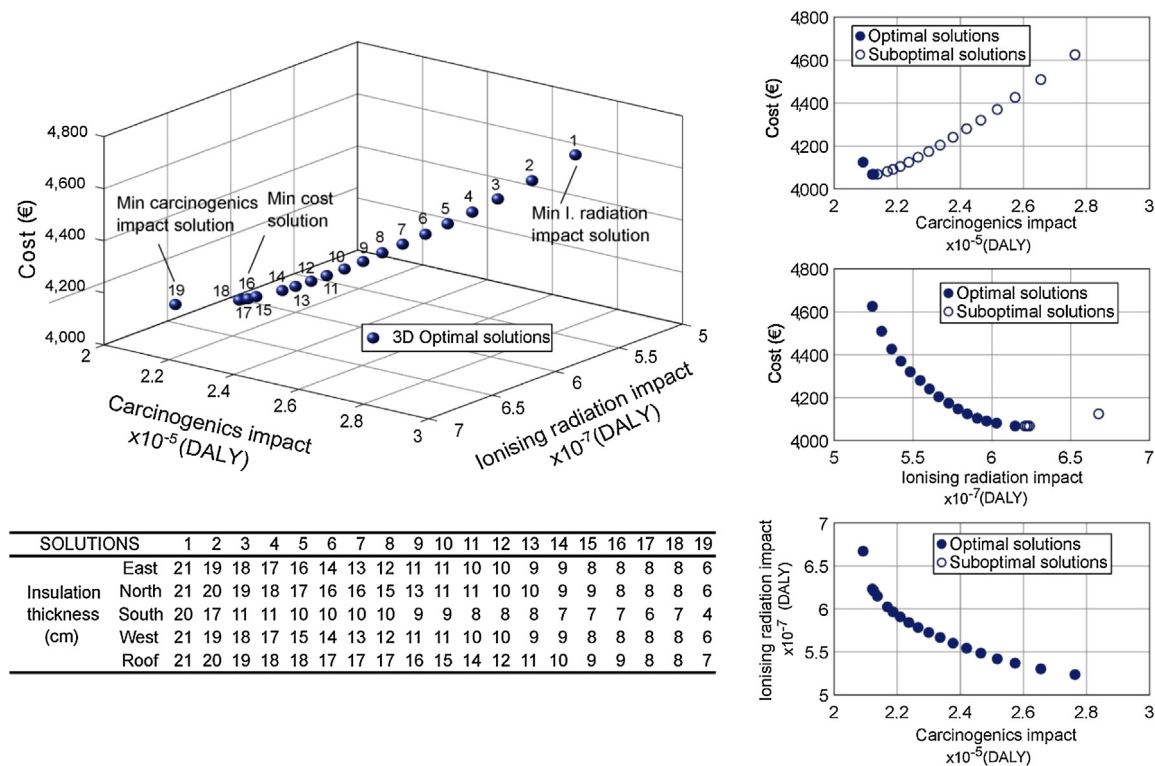 4,800
4,600
4,400
4,200
4,000
Cost (€)
Min carcinogenics
impact solution
Min cost
solution
Min I. radiation
impact solution
1
2
3
4
5
6
7
8
9
10
11
12
13
14
15
16
17
18
19
3D Optimal solutions
2
2.2
2.4
2.6
2.8
3
Carcinogenics impact
x10-5 (DALY)
7
6.5
6
5.5
5
Ionising radiation impact
x10-7 (DALY)
SOLUTIONS 1 2 3 4 5 6 7 8 9 10 11 12 13 14 15 16 17 18 19
East 21 19 18 17 16 14 13 12 11 11 10 10 9 9 8 8 8 8 6
Insulation North 21 20 19 18 17 16 16 15 13 11 11 10 10 9 9 8 8 8 6
thickness South 20 17 11 11 10 10 10 10 9 9 8 8 8 7 7 7 6 7 4
(cm) West 21 19 18 17 15 14 13 12 11 11 10 10 9 9 8 8 8 8 6
Roof 21 20 19 18 18 17 17 17 16 15 14 12 11 10 9 9 8 8 7
4800
4600
4400
4200
4000
Cost (€)
Optimal solutions
Suboptimal solutions
2 2.2 2.4 2.6 2.8 3
Carcinogenics impact
x10-5 (DALY)
4800
4600
4400
4200
4000
Cost (€)
Optimal solutions
Suboptimal solutions
5 5.5 6 6.5 7
Ionising radiation impact
x10-7 (DALY)
7
6.5
6
5.5
5
Ionising radiation impact
x10-7 (DALY)
Optimal solutions
Suboptimal solutions
2 2.2 2.4 2.6 2.8 3
Carcinogenics impact
x10-5 (DALY)